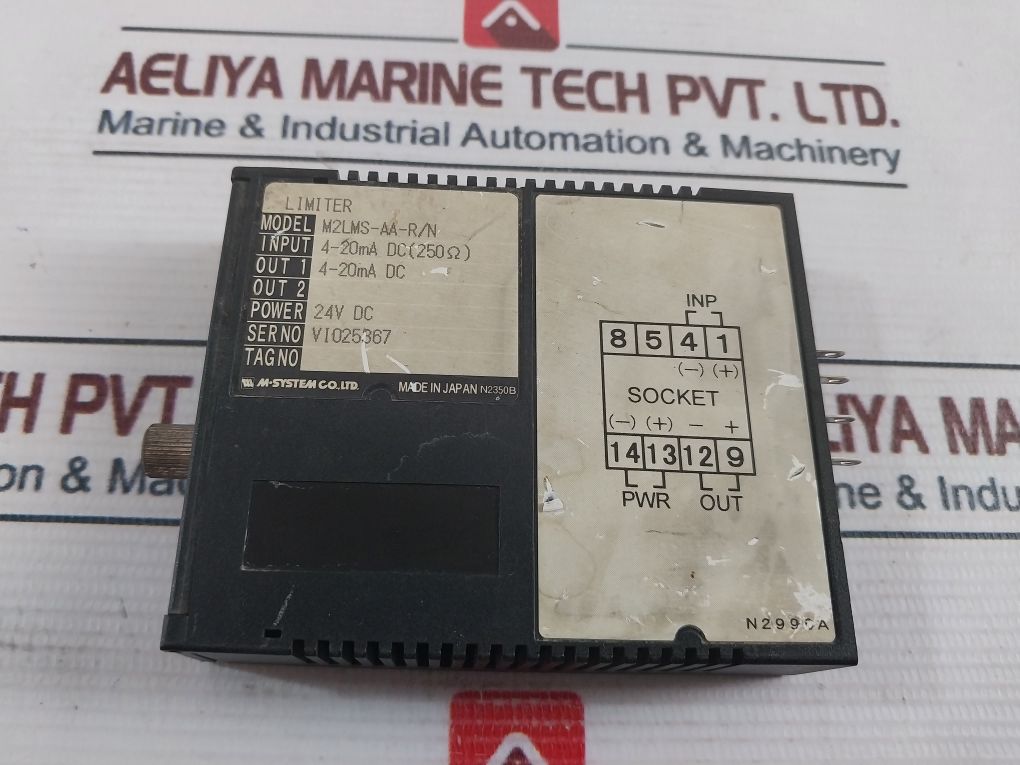 AELIYA MARINE TECH PVT. LTD.
Marine & Industrial Automation & Machinery
LIMITER
MODEL M2LMS-AA-R/N
INPUT 4-20mA DC(250Ω)
OUT 1 4-20mA DC
OUT 2
POWER 24V DC
SER NO VI025367
TAG NO
M-SYSTEM CO.,LTD. MADE IN JAPAN N2350B
INP
8 5 4 1
(-) (+)
SOCKET
(-) (+) - +
14 13 12 9
PWR OUT
H PVT
on & Ma
ELIYA MA
ne & Indu